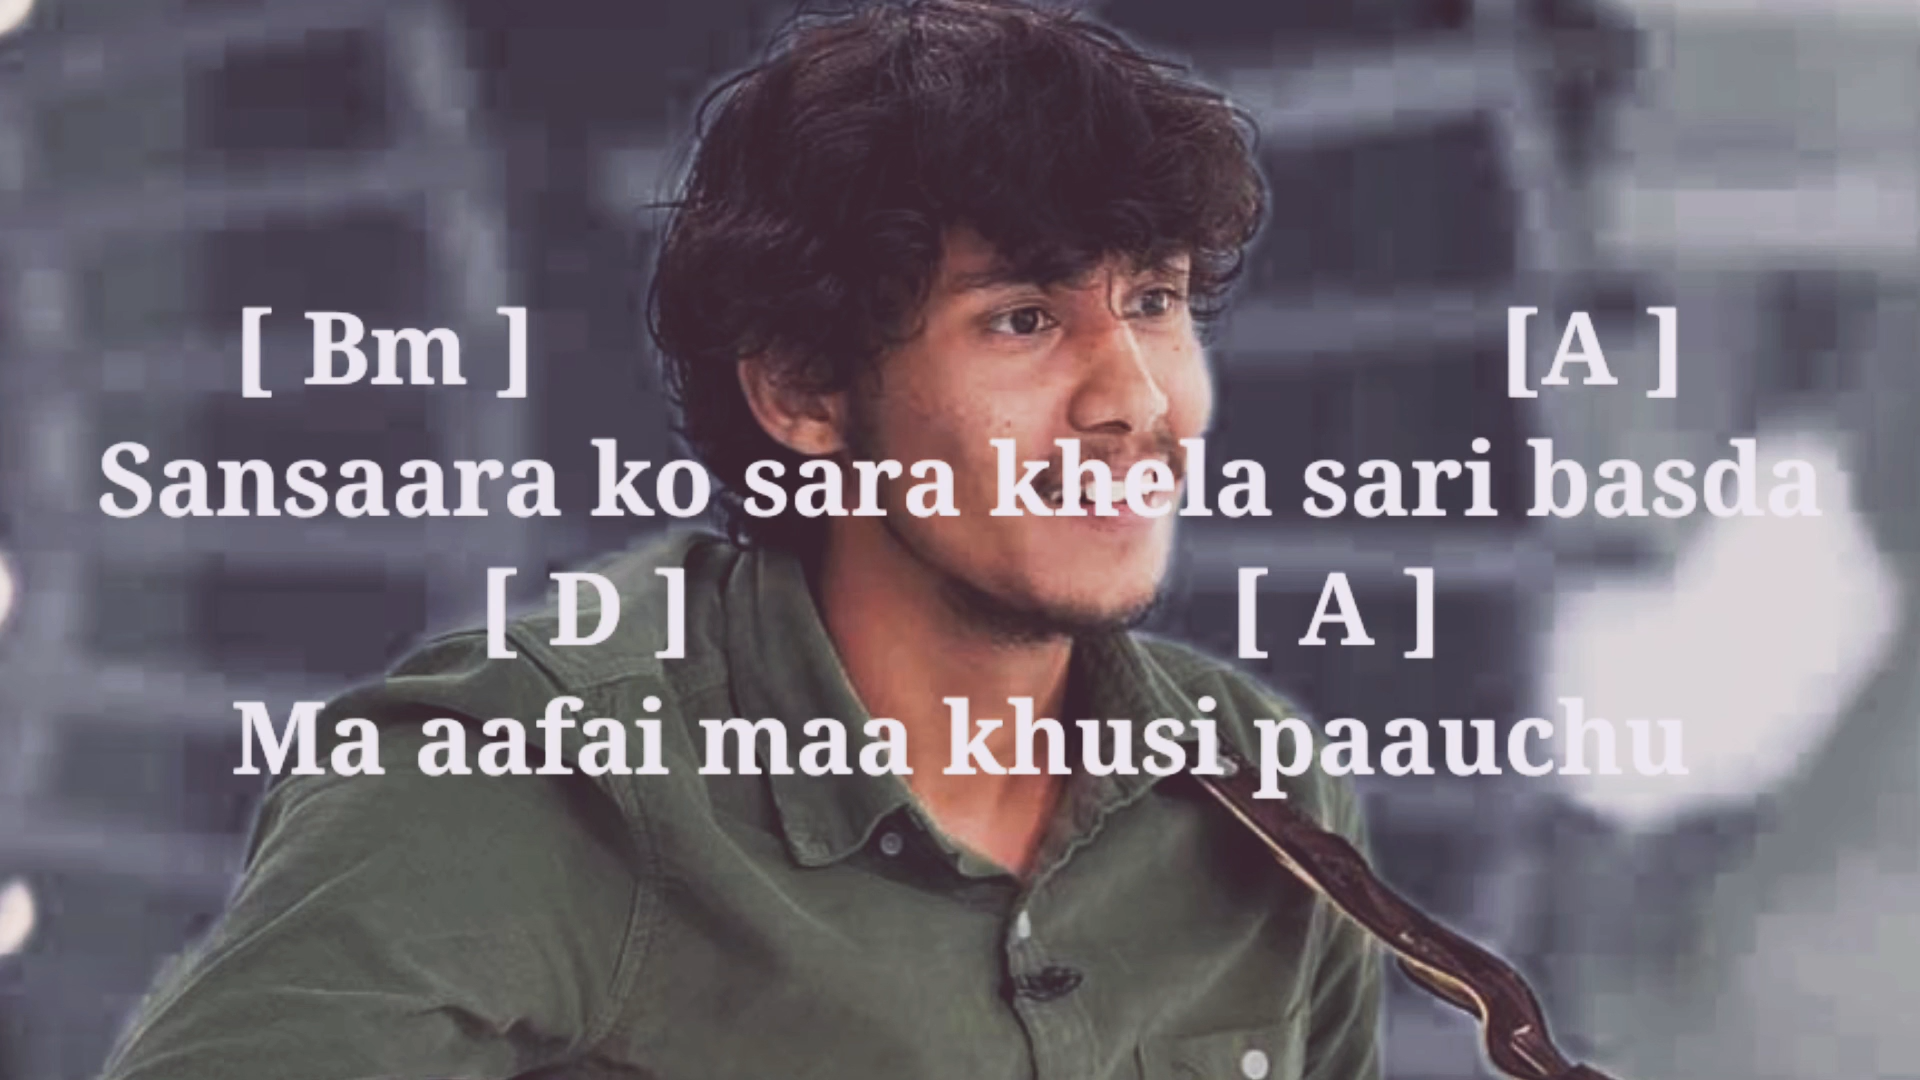 [ Bm ] [A ]
Sansaara ko sara khela sari basda
[ D ] [ A ]
Ma aafai maa khusi paauchu